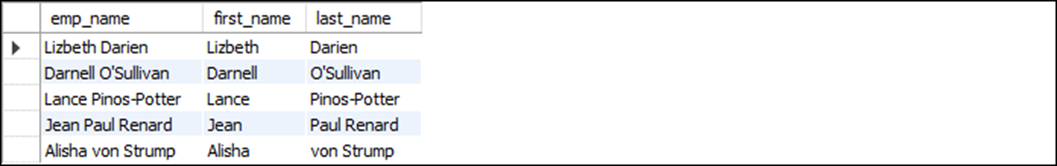 emp_name first_name last_name
Lizbeth Darien Lizbeth Darien
Darnell O'Sullivan Darnell O'Sullivan
Lance Pinos-Potter Lance Pinos-Potter
Jean Paul Renard Jean Paul Renard
Alisha von Strump Alisha von Strump